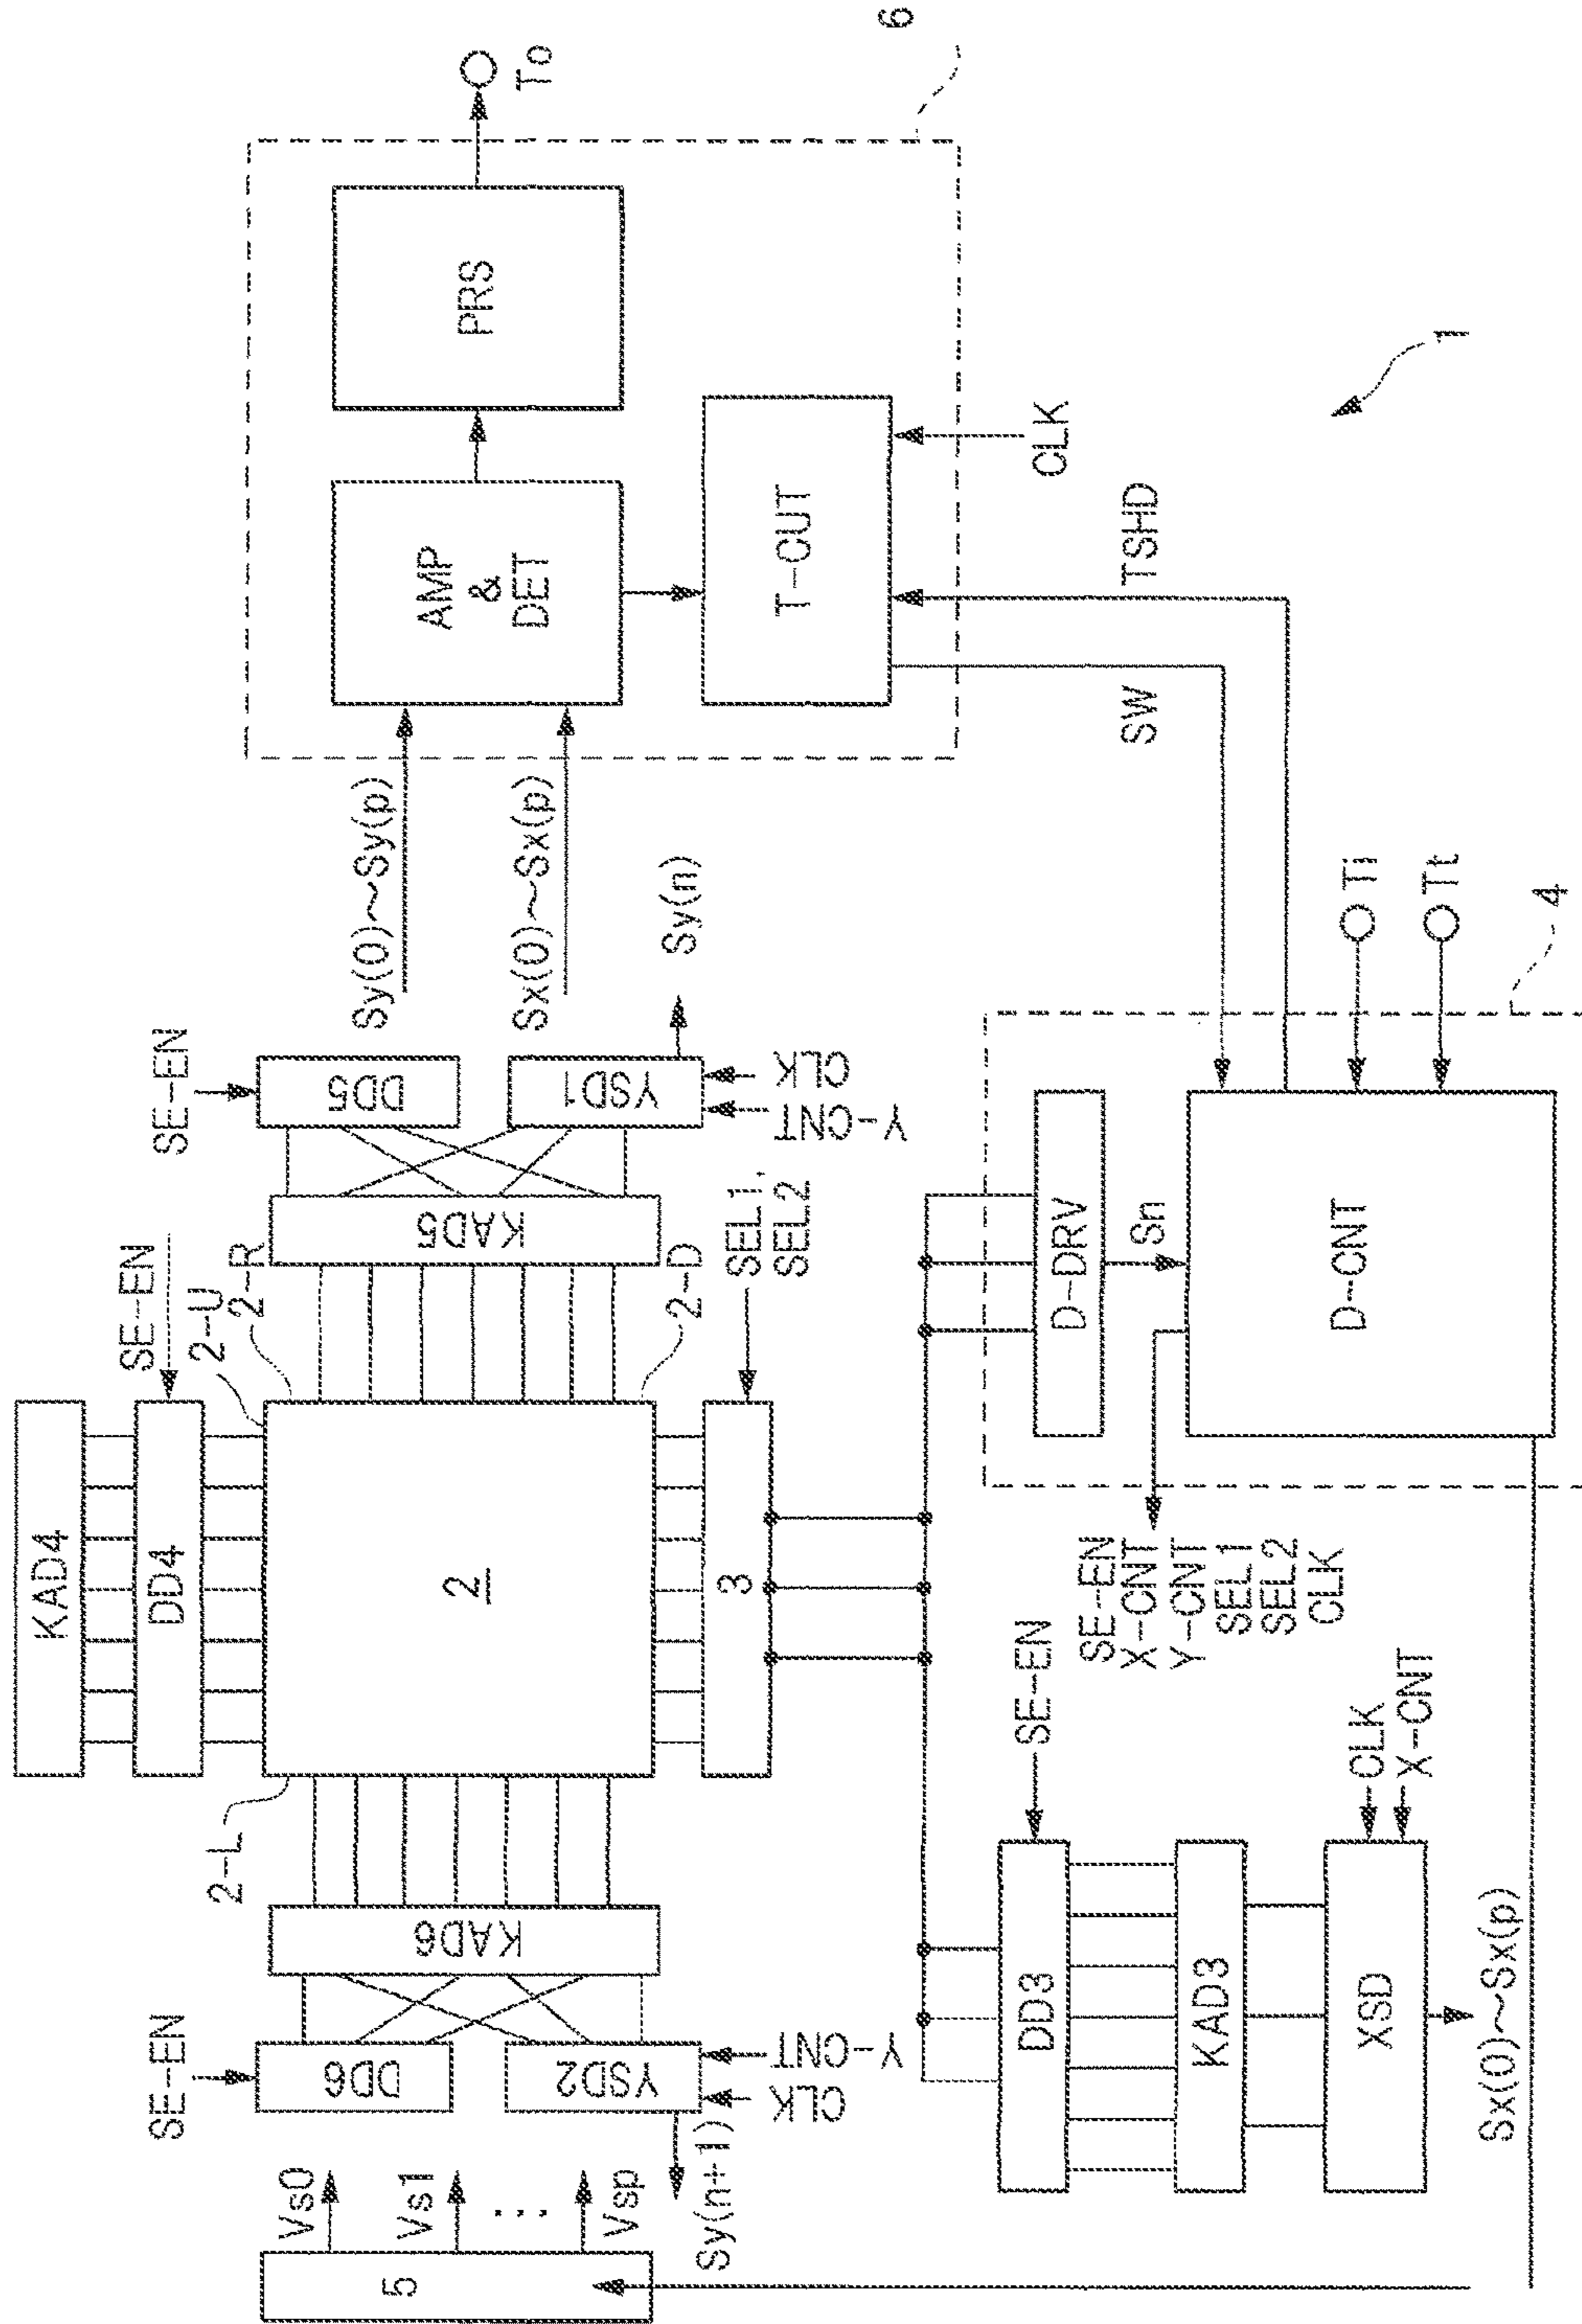 KAD4
SE-EN
DD4
2-U
2-R
2-L
2
2-D
3
SEL1,
SEL2
SE-EN
DD5
KAD5
YSD1
CLK
Y-CNT
Sy(n)
SE-EN
DD6
KAD6
YSD2
Y-CNT
CLK
Sy(n+1)
Vs0
Vs1
...
Vsp
5
Sy(0)~Sy(p)
Sx(0)~Sx(p)
AMP
&
DET
PRS
To
T-CUT
CLK
6
SW
TSHD
1
D-DRV
Sn
D-CNT
Ti
Tt
4
SE-EN
X-CNT
Y-CNT
SEL1
SEL2
CLK
SE-EN
DD3
KAD3
XSD
CLK
X-CNT
Sx(0)~Sx(p)